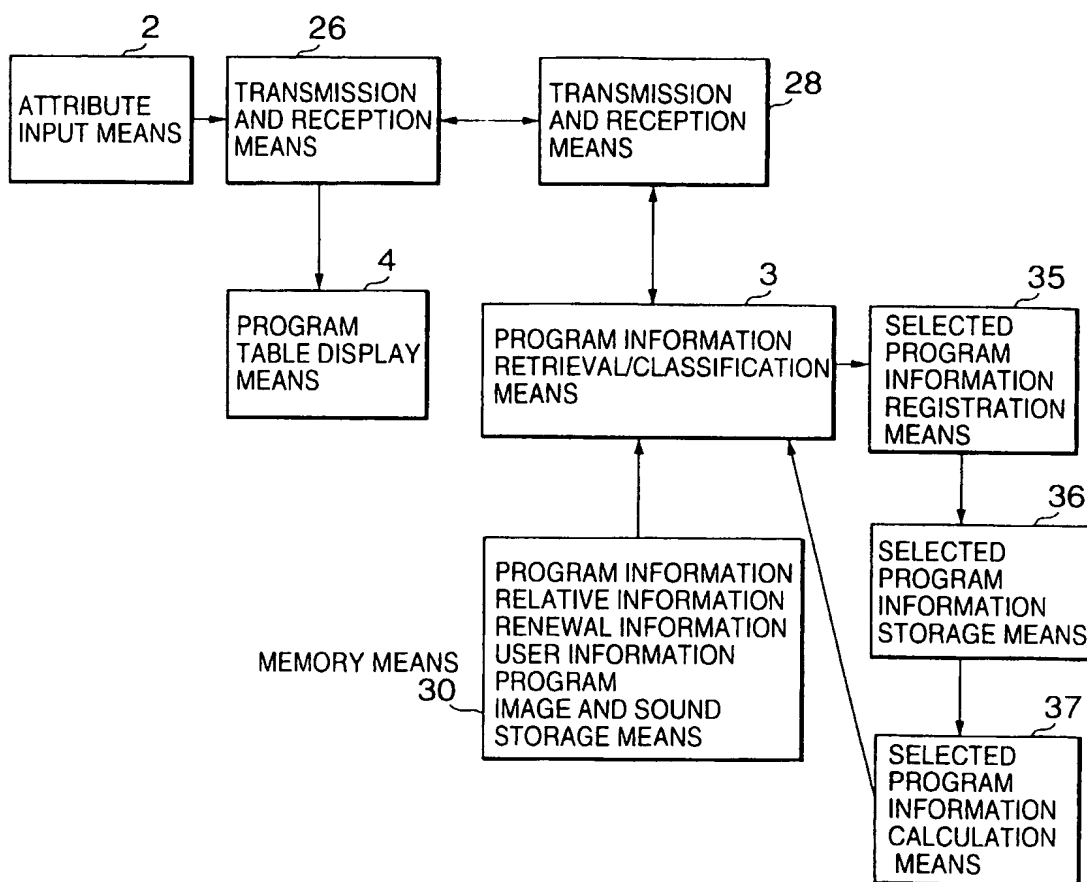 2
ATTRIBUTE
INPUT MEANS
26
TRANSMISSION
AND RECEPTION
MEANS
28
TRANSMISSION
AND RECEPTION
MEANS
4
PROGRAM
TABLE DISPLAY
MEANS
3
PROGRAM INFORMATION
RETRIEVAL/CLASSIFICATION
MEANS
35
SELECTED
PROGRAM
INFORMATION
REGISTRATION
MEANS
36
SELECTED
PROGRAM
INFORMATION
STORAGE MEANS
MEMORY MEANS
30
PROGRAM INFORMATION
RELATIVE INFORMATION
RENEWAL INFORMATION
USER INFORMATION
PROGRAM
IMAGE AND SOUND
STORAGE MEANS
37
SELECTED
PROGRAM
INFORMATION
CALCULATION
MEANS